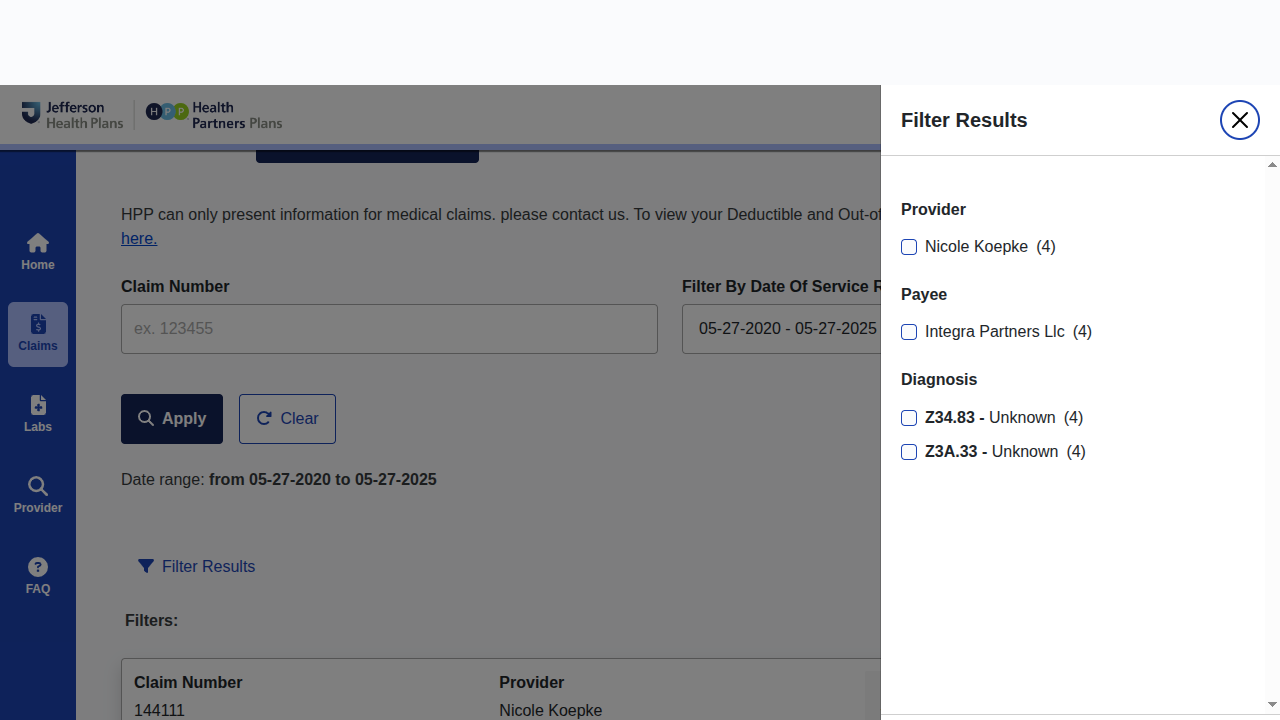 Jefferson
Health Plans
HPP
Health
Partners Plans
Filter Results
Home
Claims
Labs
Provider
FAQ
HPP can only present information for medical claims. please contact us. To view your Deductible and Out-of
here.
Claim Number
ex. 123455
Filter By Date Of Service R
05-27-2020 - 05-27-2025
Apply
Clear
Date range: from 05-27-2020 to 05-27-2025
Filter Results
Filters:
Claim Number
144111
Provider
Nicole Koepke
Provider
Nicole Koepke (4)
Payee
Integra Partners Llc (4)
Diagnosis
Z34.83 - Unknown (4)
Z3A.33 - Unknown (4)